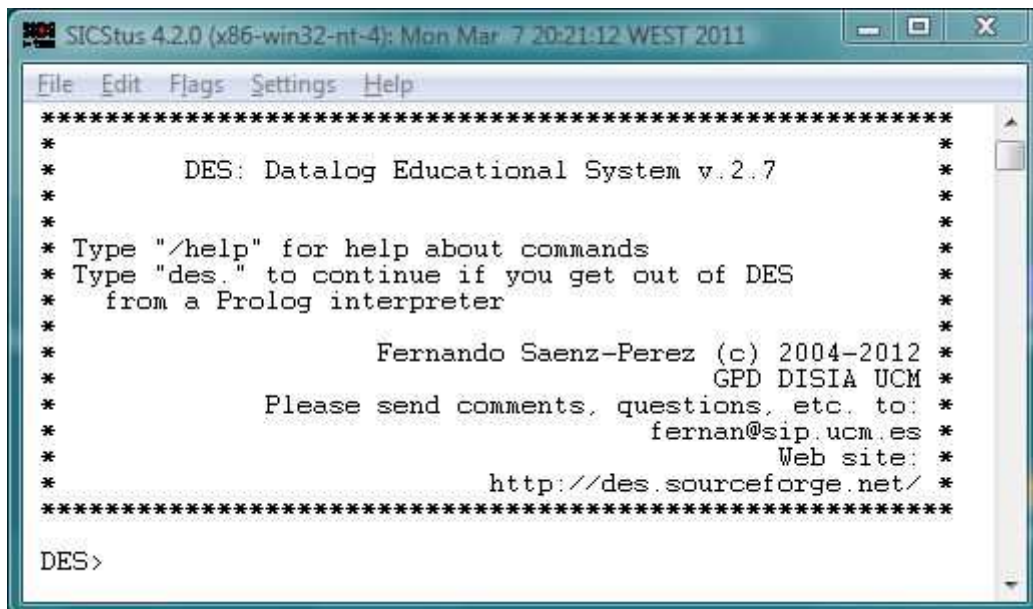 SICStus 4.2.0 (x86-win32-nt-4): Mon Mar 7 20:21:12 WEST 2011
File Edit Flags Settings Help
*********************************************************
* *
* DES: Datalog Educational System v.2.7 *
* *
* *
* Type "/help" for help about commands *
* Type "des." to continue if you get out of DES *
* from a Prolog interpreter *
* *
* Fernando Saenz-Perez (c) 2004-2012 *
* GPD DISIA UCM *
* Please send comments, questions, etc. to: *
* fernan@sip.ucm.es *
* Web site: *
* http://des.sourceforge.net/ *
*********************************************************
DES>